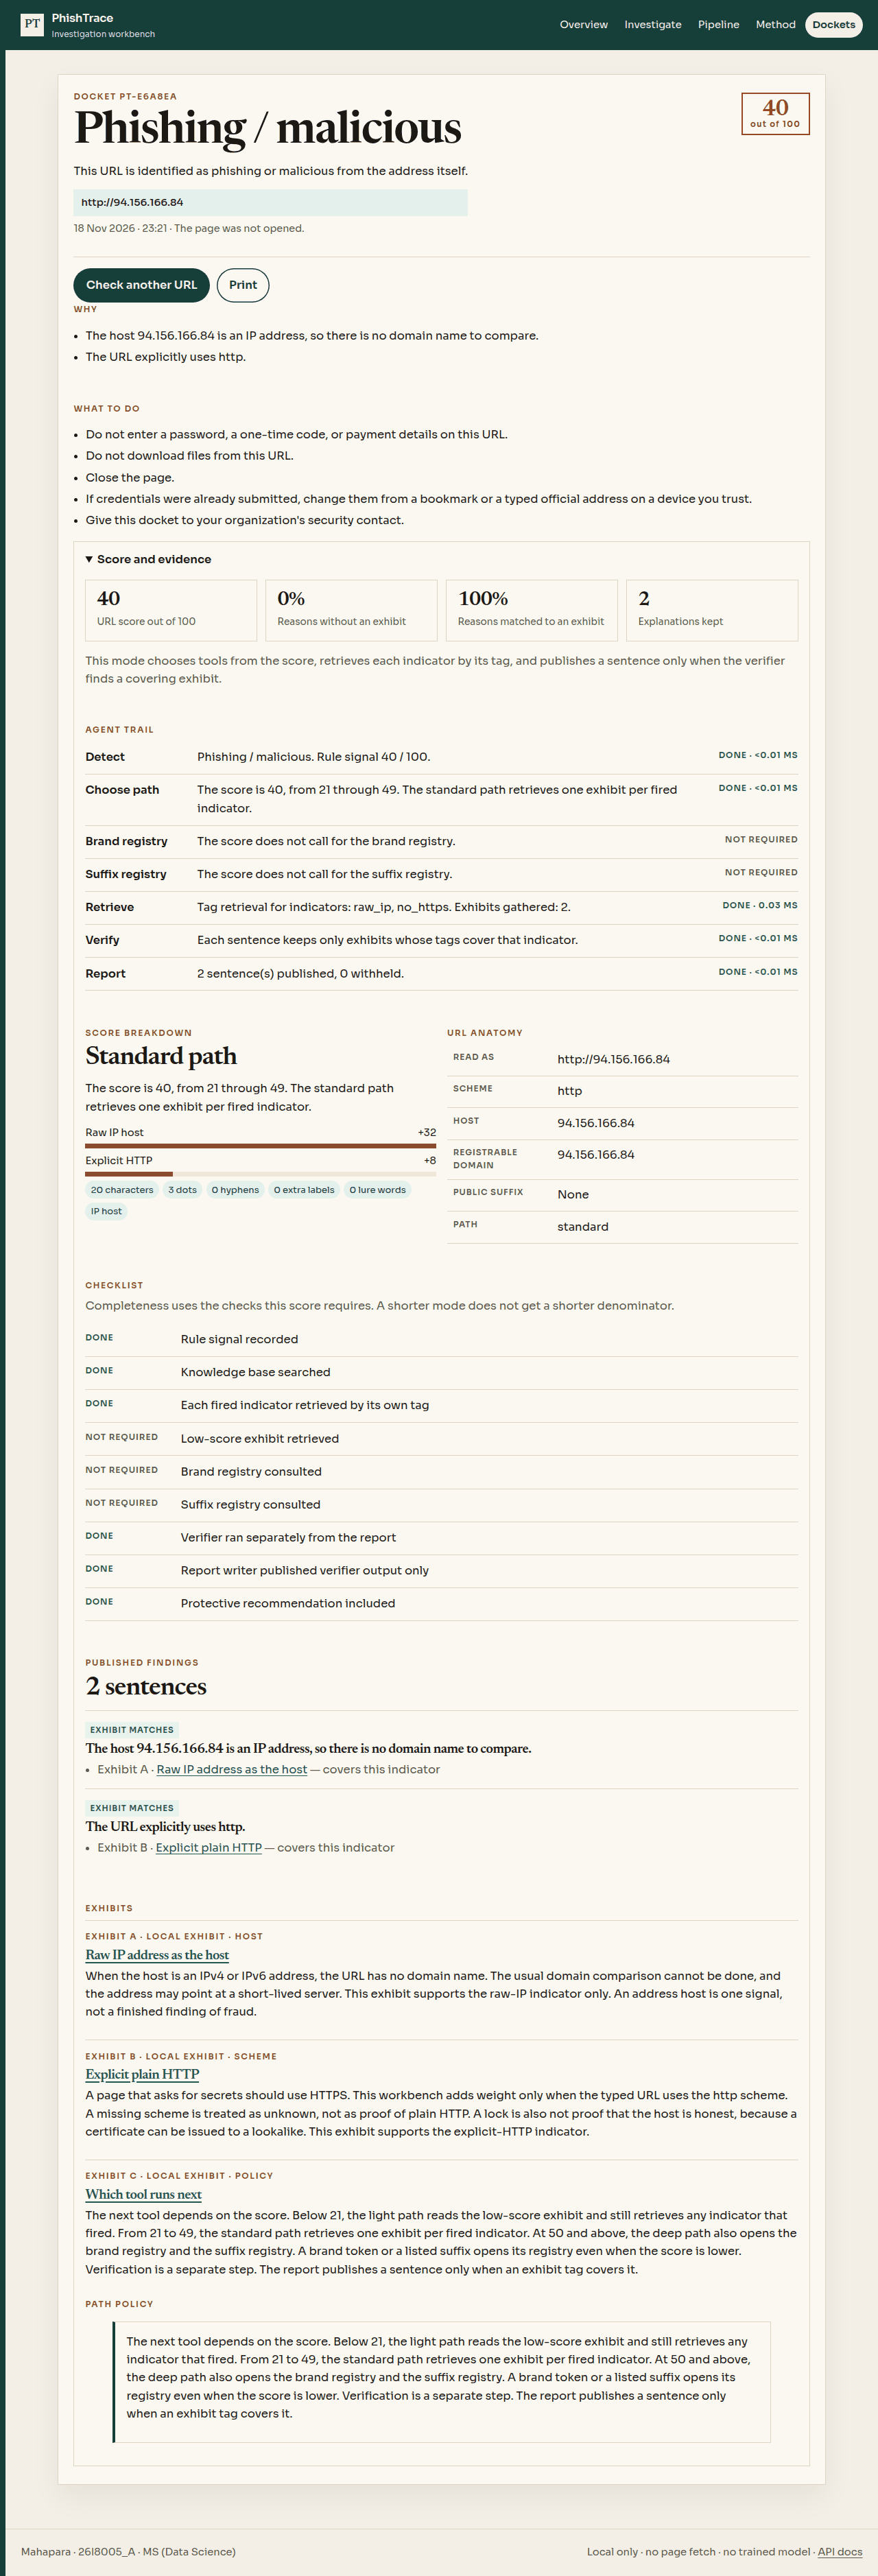 PT
PhishTrace
Investigation workbench
Overview
Investigate
Pipeline
Method
Dockets
DOCKET PT-E6A8EA
Phishing / malicious
40
out of 100
This URL is identified as phishing or malicious from the address itself.
http://94.156.166.84
18 Nov 2026 · 23:21 · The page was not opened.
Check another URL
Print
WHY
• The host 94.156.166.84 is an IP address, so there is no domain name to compare.
• The URL explicitly uses http.
WHAT TO DO
• Do not enter a password, a one-time code, or payment details on this URL.
• Do not download files from this URL.
• Close the page.
• If credentials were already submitted, change them from a bookmark or a typed official address on a device you trust.
• Give this docket to your organization's security contact.
▼ Score and evidence
40
URL score out of 100
0%
Reasons without an exhibit
100%
Reasons matched to an exhibit
2
Explanations kept
This mode chooses tools from the score, retrieves each indicator by its tag, and publishes a sentence only when the verifier
finds a covering exhibit.
AGENT TRAIL
Detect
Phishing / malicious. Rule signal 40 / 100.
DONE · <0.01 MS
Choose path
The score is 40, from 21 through 49. The standard path retrieves one exhibit per fired
indicator.
DONE · <0.01 MS
Brand registry
The score does not call for the brand registry.
NOT REQUIRED
Suffix registry
The score does not call for the suffix registry.
NOT REQUIRED
Retrieve
Tag retrieval for indicators: raw_ip, no_https. Exhibits gathered: 2.
DONE · 0.03 MS
Verify
Each sentence keeps only exhibits whose tags cover that indicator.
DONE · <0.01 MS
Report
2 sentence(s) published, 0 withheld.
DONE · <0.01 MS
SCORE BREAKDOWN
Standard path
The score is 40, from 21 through 49. The standard path
retrieves one exhibit per fired indicator.
Raw IP host
+32
Explicit HTTP
+8
20 characters
3 dots
0 hyphens
0 extra labels
0 lure words
IP host
URL ANATOMY
READ AS
http://94.156.166.84
SCHEME
http
HOST
94.156.166.84
REGISTRABLE
DOMAIN
94.156.166.84
PUBLIC SUFFIX
None
PATH
standard
CHECKLIST
Completeness uses the checks this score requires. A shorter mode does not get a shorter denominator.
DONE
Rule signal recorded
DONE
Knowledge base searched
DONE
Each fired indicator retrieved by its own tag
NOT REQUIRED
Low-score exhibit retrieved
NOT REQUIRED
Brand registry consulted
NOT REQUIRED
Suffix registry consulted
DONE
Verifier ran separately from the report
DONE
Report writer published verifier output only
DONE
Protective recommendation included
PUBLISHED FINDINGS
2 sentences
EXHIBIT MATCHES
The host 94.156.166.84 is an IP address, so there is no domain name to compare.
• Exhibit A · Raw IP address as the host — covers this indicator
EXHIBIT MATCHES
The URL explicitly uses http.
• Exhibit B · Explicit plain HTTP — covers this indicator
EXHIBITS
EXHIBIT A · LOCAL EXHIBIT · HOST
Raw IP address as the host
When the host is an IPv4 or IPv6 address, the URL has no domain name. The usual domain comparison cannot be done, and
the address may point at a short-lived server. This exhibit supports the raw-IP indicator only. An address host is one signal,
not a finished finding of fraud.
EXHIBIT B · LOCAL EXHIBIT · SCHEME
Explicit plain HTTP
A page that asks for secrets should use HTTPS. This workbench adds weight only when the typed URL uses the http scheme.
A missing scheme is treated as unknown, not as proof of plain HTTP. A lock is also not proof that the host is honest, because a
certificate can be issued to a lookalike. This exhibit supports the explicit-HTTP indicator.
EXHIBIT C · LOCAL EXHIBIT · POLICY
Which tool runs next
The next tool depends on the score. Below 21, the light path reads the low-score exhibit and still retrieves any indicator that
fired. From 21 to 49, the standard path retrieves one exhibit per fired indicator. At 50 and above, the deep path also opens the
brand registry and the suffix registry. A brand token or a listed suffix opens its registry even when the score is lower.
Verification is a separate step. The report publishes a sentence only when an exhibit tag covers it.
PATH POLICY
The next tool depends on the score. Below 21, the light path reads the low-score exhibit and still retrieves any
indicator that fired. From 21 to 49, the standard path retrieves one exhibit per fired indicator. At 50 and above,
the deep path also opens the brand registry and the suffix registry. A brand token or a listed suffix opens its
registry even when the score is lower. Verification is a separate step. The report publishes a sentence only
when an exhibit tag covers it.
Mahapara · 26I8005_A · MS (Data Science)
Local only · no page fetch · no trained model · API docs